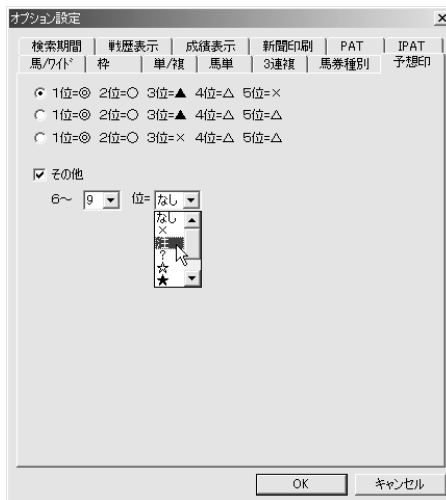 オプション設定
検索期間 戦歴表示 成績表示 新聞印刷 PAT IPAT
馬/ワイド 枠 単/複 馬単 3連複 馬券種別 予想印
1位=◎ 2位=○ 3位=▲ 4位=△ 5位=×
1位=◎ 2位=○ 3位=▲ 4位=△ 5位=△
1位=◎ 2位=○ 3位=× 4位=△ 5位=△
その他
6～ 9 位= なし
なし
×
注
?
☆
★
OK キャンセル